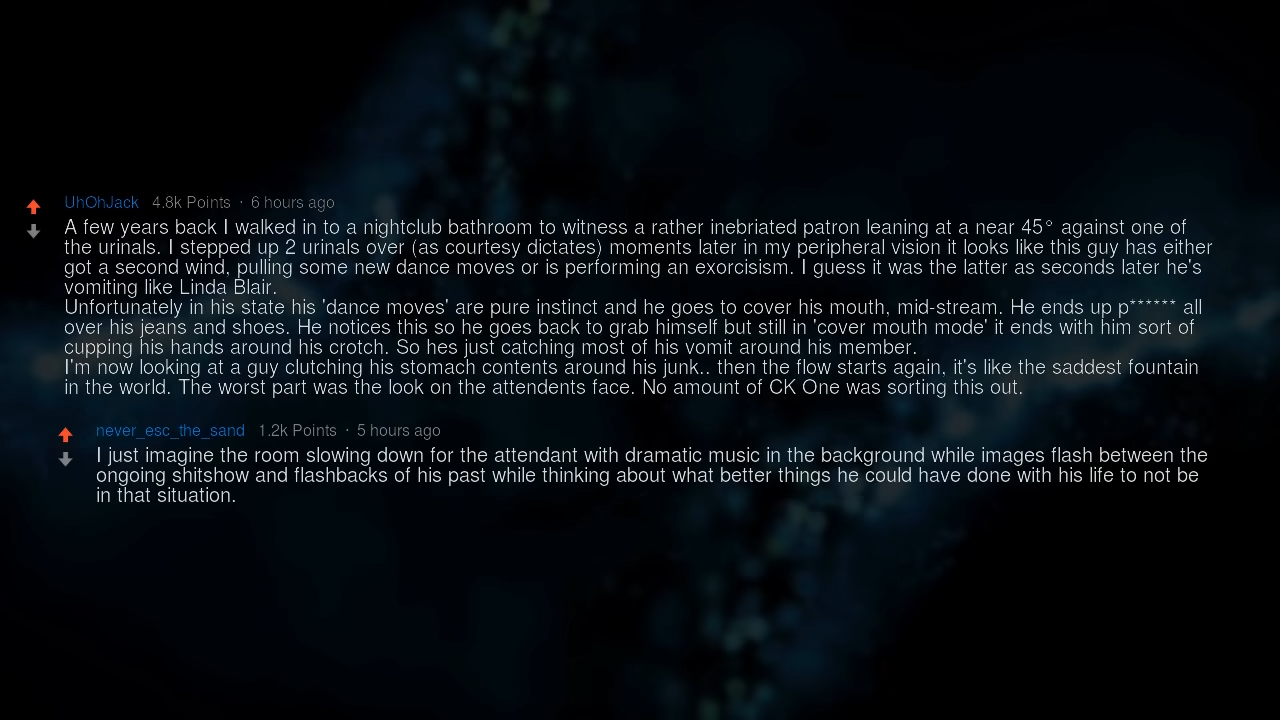 UhOhJack 4.8k Points · 6 hours ago
A few years back I walked in to a nightclub bathroom to witness a rather inebriated patron leaning at a near 45° against one of
the urinals. I stepped up 2 urinals over (as courtesy dictates) moments later in my peripheral vision it looks like this guy has either
got a second wind, pulling some new dance moves or is performing an exorcisism. I guess it was the latter as seconds later he's
vomiting like Linda Blair.
Unfortunately in his state his 'dance moves' are pure instinct and he goes to cover his mouth, mid-stream. He ends up p****** all
over his jeans and shoes. He notices this so he goes back to grab himself but still in 'cover mouth mode' it ends with him sort of
cupping his hands around his crotch. So hes just catching most of his vomit around his member.
I'm now looking at a guy clutching his stomach contents around his junk.. then the flow starts again, it's like the saddest fountain
in the world. The worst part was the look on the attendents face. No amount of CK One was sorting this out.
never_esc_the_sand 1.2k Points · 5 hours ago
I just imagine the room slowing down for the attendant with dramatic music in the background while images flash between the
ongoing shitshow and flashbacks of his past while thinking about what better things he could have done with his life to not be
in that situation.